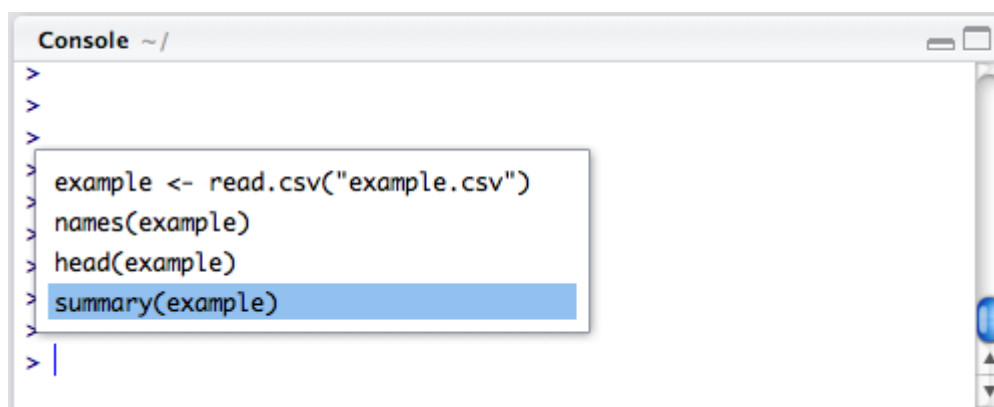 Console ~/
>
>
>
>
example <- read.csv("example.csv")
>
names(example)
>
head(example)
>
summary(example)
>
>
>